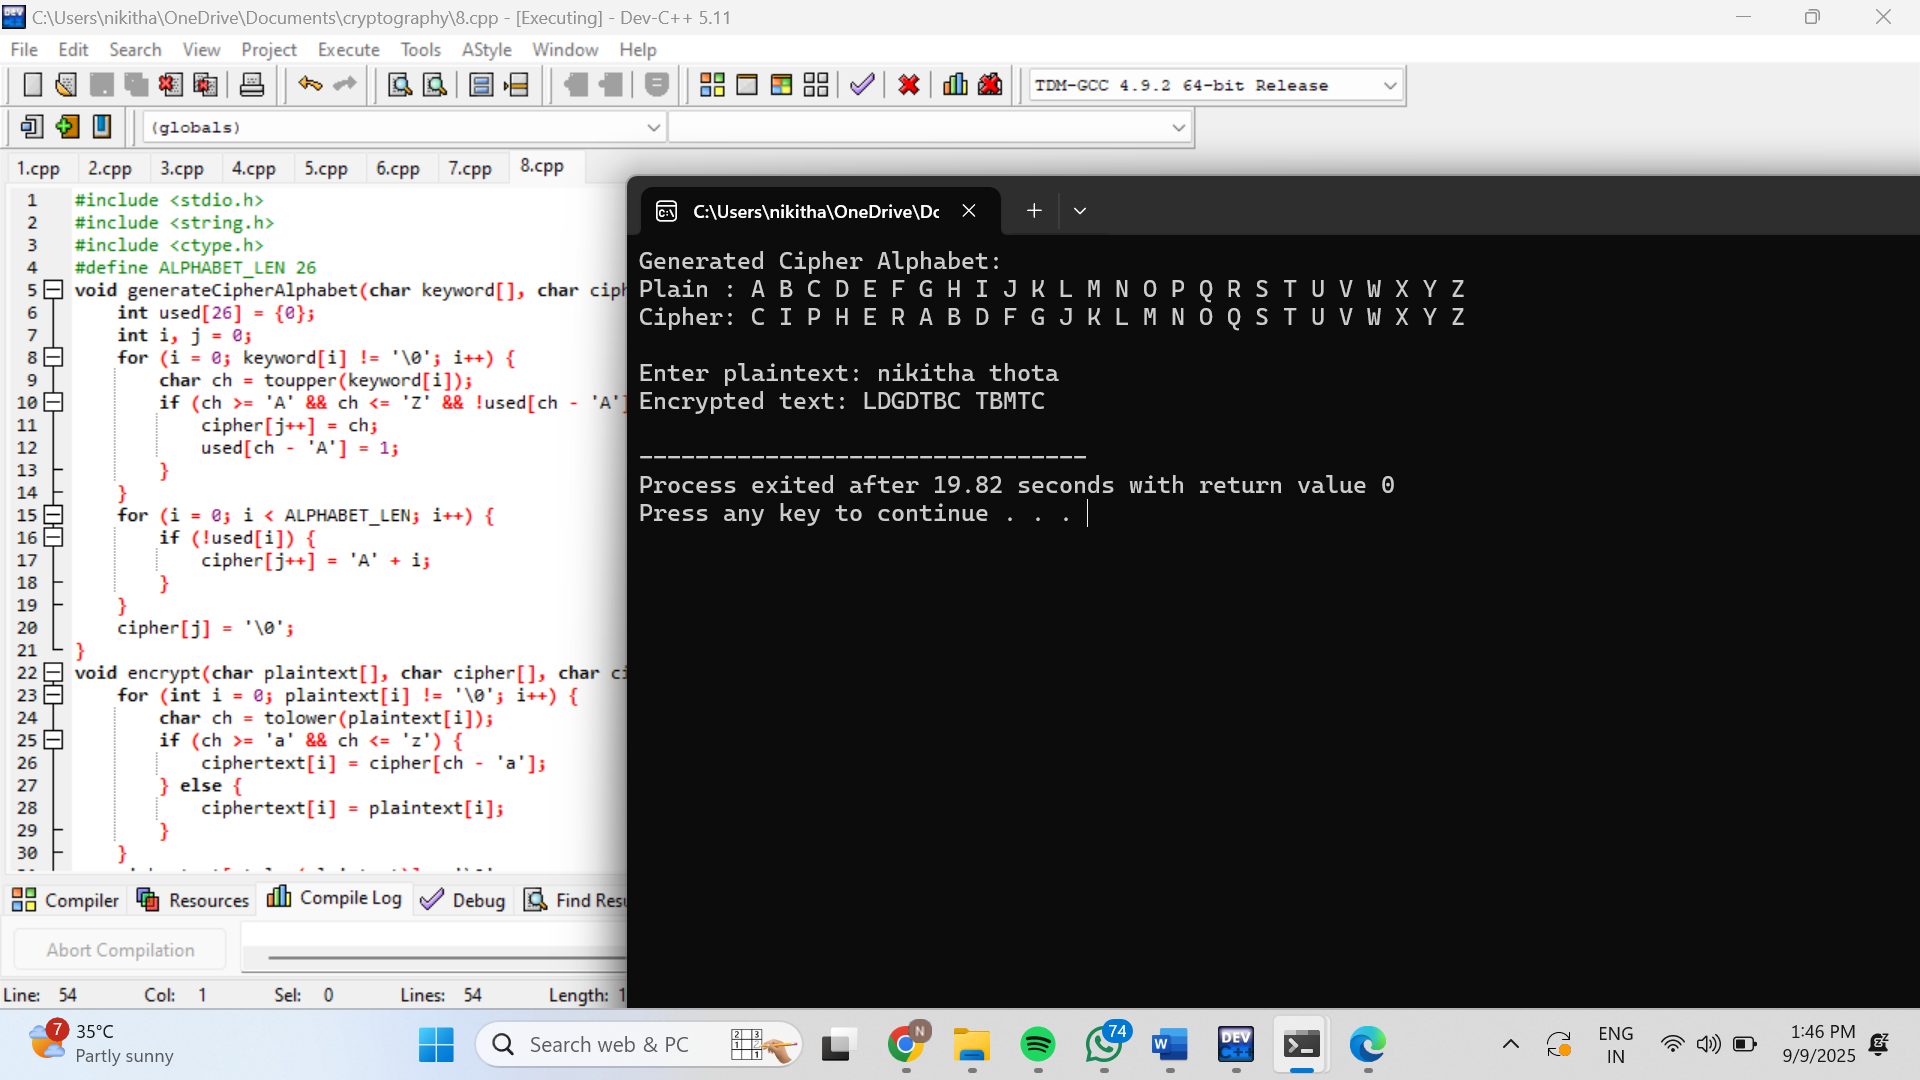 C:\Users\nikitha\OneDrive\Documents\cryptography\8.cpp - [Executing] - Dev-C++ 5.11
File Edit Search View Project Execute Tools AStyle Window Help
TDM-GCC 4.9.2 64-bit Release
(globals)
1.cpp 2.cpp 3.cpp 4.cpp 5.cpp 6.cpp 7.cpp 8.cpp
1 #include <stdio.h>
2 #include <string.h>
3 #include <ctype.h>
4 #define ALPHABET_LEN 26
5 void generateCipherAlphabet(char keyword[], char ciph
6 int used[26] = {0};
7 int i, j = 0;
8 for (i = 0; keyword[i] != '\0'; i++) {
9 char ch = toupper(keyword[i]);
10 if (ch >= 'A' && ch <= 'Z' && !used[ch - 'A']
11 cipher[j++] = ch;
12 used[ch - 'A'] = 1;
13 }
14 }
15 for (i = 0; i < ALPHABET_LEN; i++) {
16 if (!used[i]) {
17 cipher[j++] = 'A' + i;
18 }
19 }
20 cipher[j] = '\0';
21 }
22 void encrypt(char plaintext[], char cipher[], char ci
23 for (int i = 0; plaintext[i] != '\0'; i++) {
24 char ch = tolower(plaintext[i]);
25 if (ch >= 'a' && ch <= 'z') {
26 ciphertext[i] = cipher[ch - 'a'];
27 } else {
28 ciphertext[i] = plaintext[i];
29 }
30 }
C:\Users\nikitha\OneDrive\Dc
Generated Cipher Alphabet:
Plain : A B C D E F G H I J K L M N O P Q R S T U V W X Y Z
Cipher: C I P H E R A B D F G J K L M N O Q S T U V W X Y Z
Enter plaintext: nikitha thota
Encrypted text: LDGDTBC TBMTC
--------------------------------
Process exited after 19.82 seconds with return value 0
Press any key to continue . . .
Compiler Resources Compile Log Debug Find Resu
Abort Compilation
Line: 54 Col: 1 Sel: 0 Lines: 54 Length: 1
7 35°C
Partly sunny
Search web & PC
N
74
W
DEV C++
ENG
IN
1:46 PM
9/9/2025